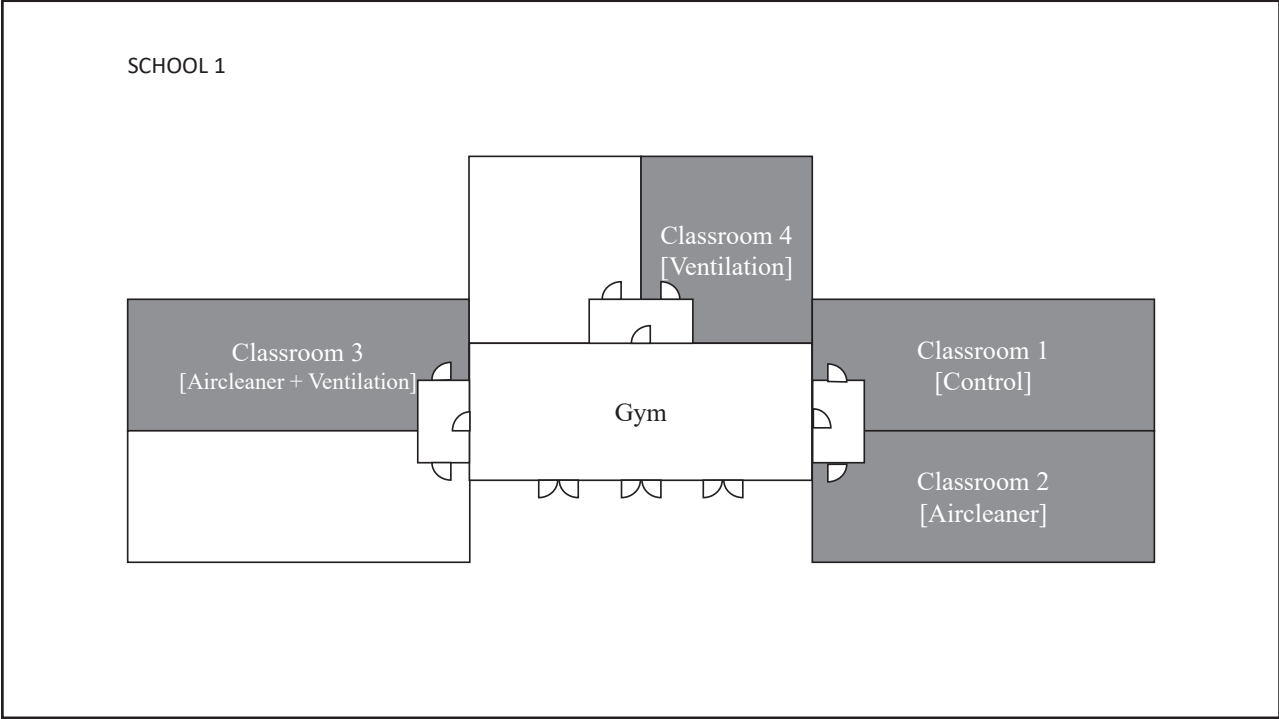 SCHOOL 1
Classroom 4
[Ventilation]
Classroom 3
[Aircleaner + Ventilation]
Classroom 1
[Control]
Gym
Classroom 2
[Aircleaner]